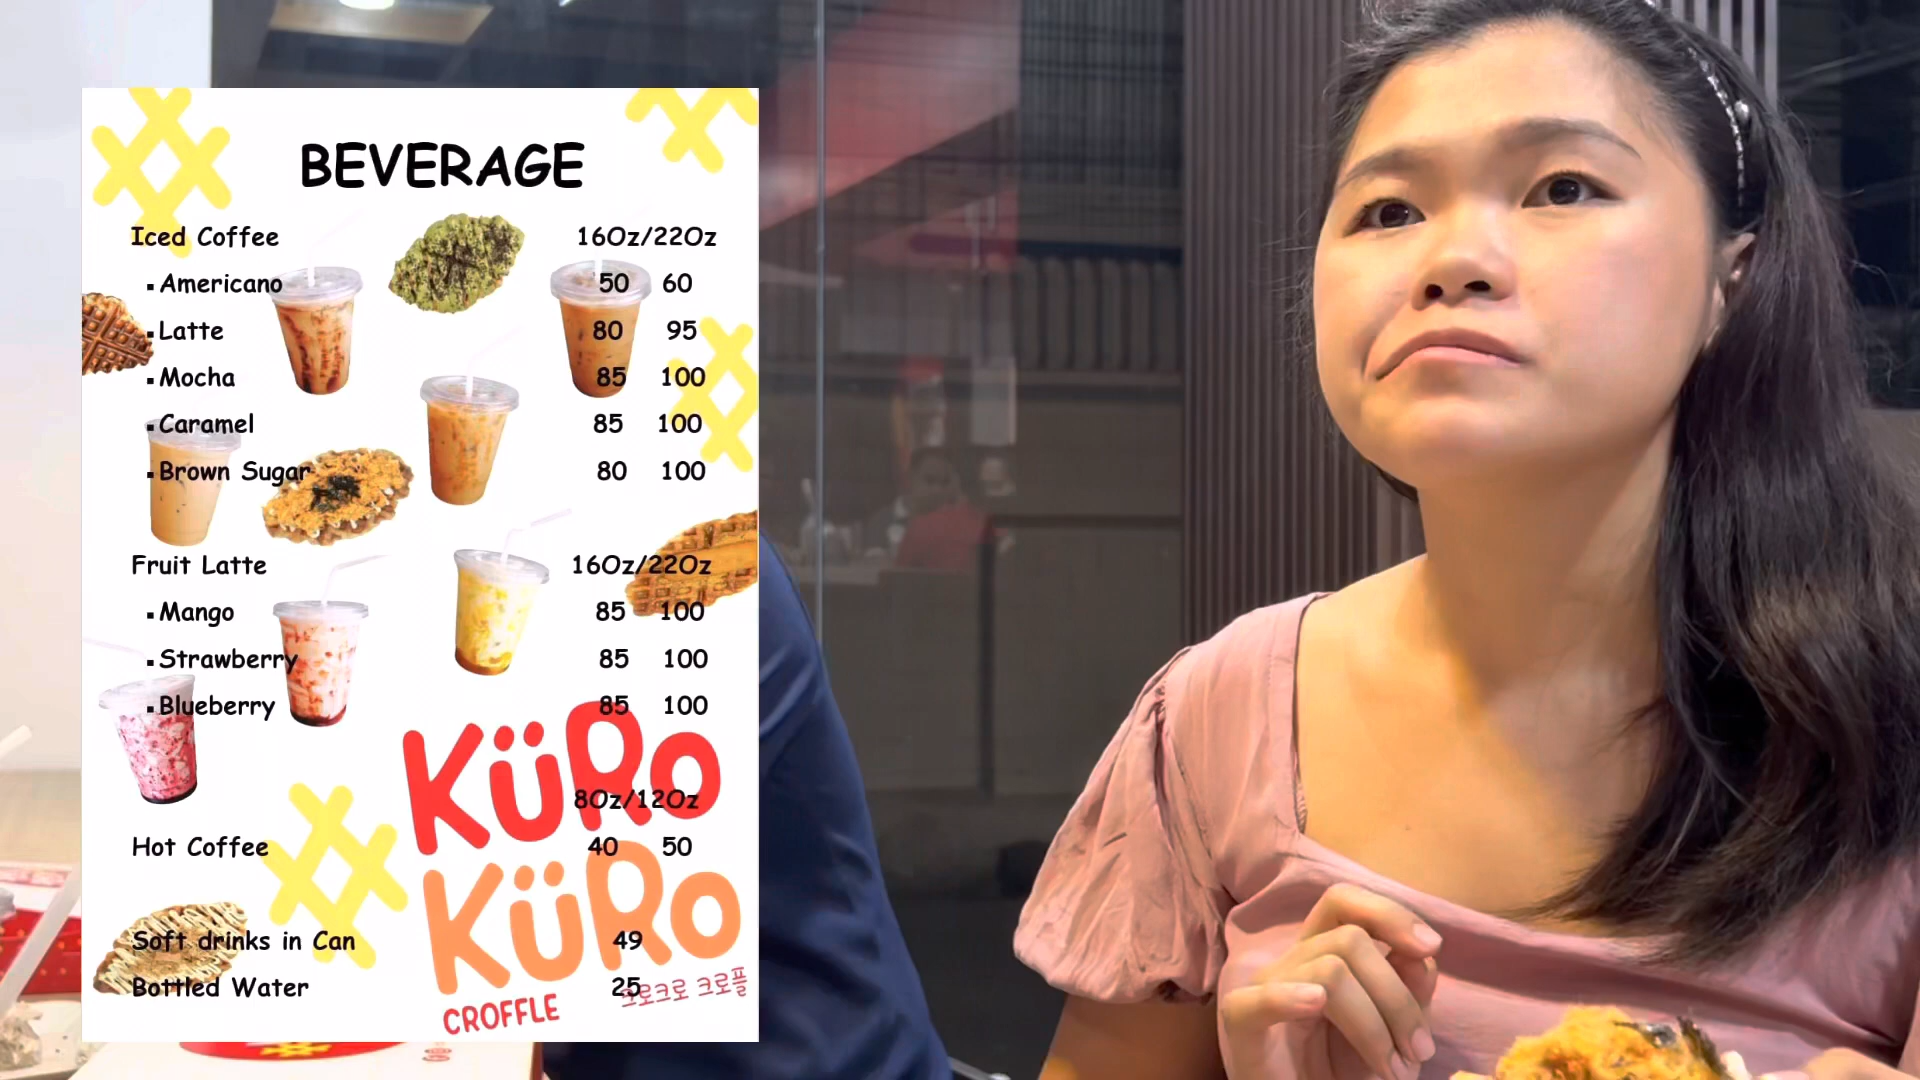 BEVERAGE
Iced Coffee 16Oz/22Oz
▪ Americano 50 60
▪ Latte 80 95
▪ Mocha 85 100
▪ Caramel 85 100
▪ Brown Sugar 80 100
Fruit Latte 16Oz/22Oz
▪ Mango 85 100
▪ Strawberry 85 100
▪ Blueberry 85 100
KüRo
8Oz/12Oz
Hot Coffee 40 50
KüRo
Soft drinks in Can 49
Bottled Water 25
크로크로 크로플
CROFFLE